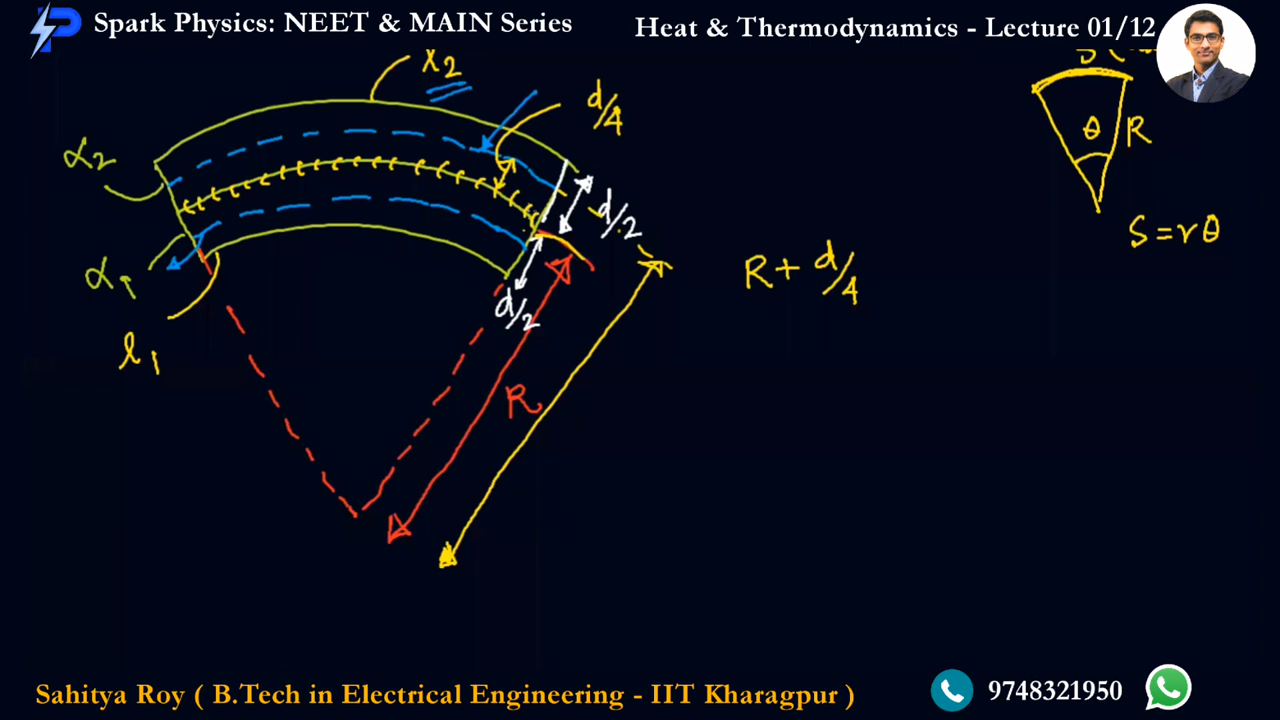 Spark Physics: NEET & MAIN Series
Heat & Thermodynamics - Lecture 01/12
d/4
α2
d/2
α1
d/2
l1
R
R + d/4
θ
R
S = rθ
Sahitya Roy ( B.Tech in Electrical Engineering - IIT Kharagpur )
9748321950